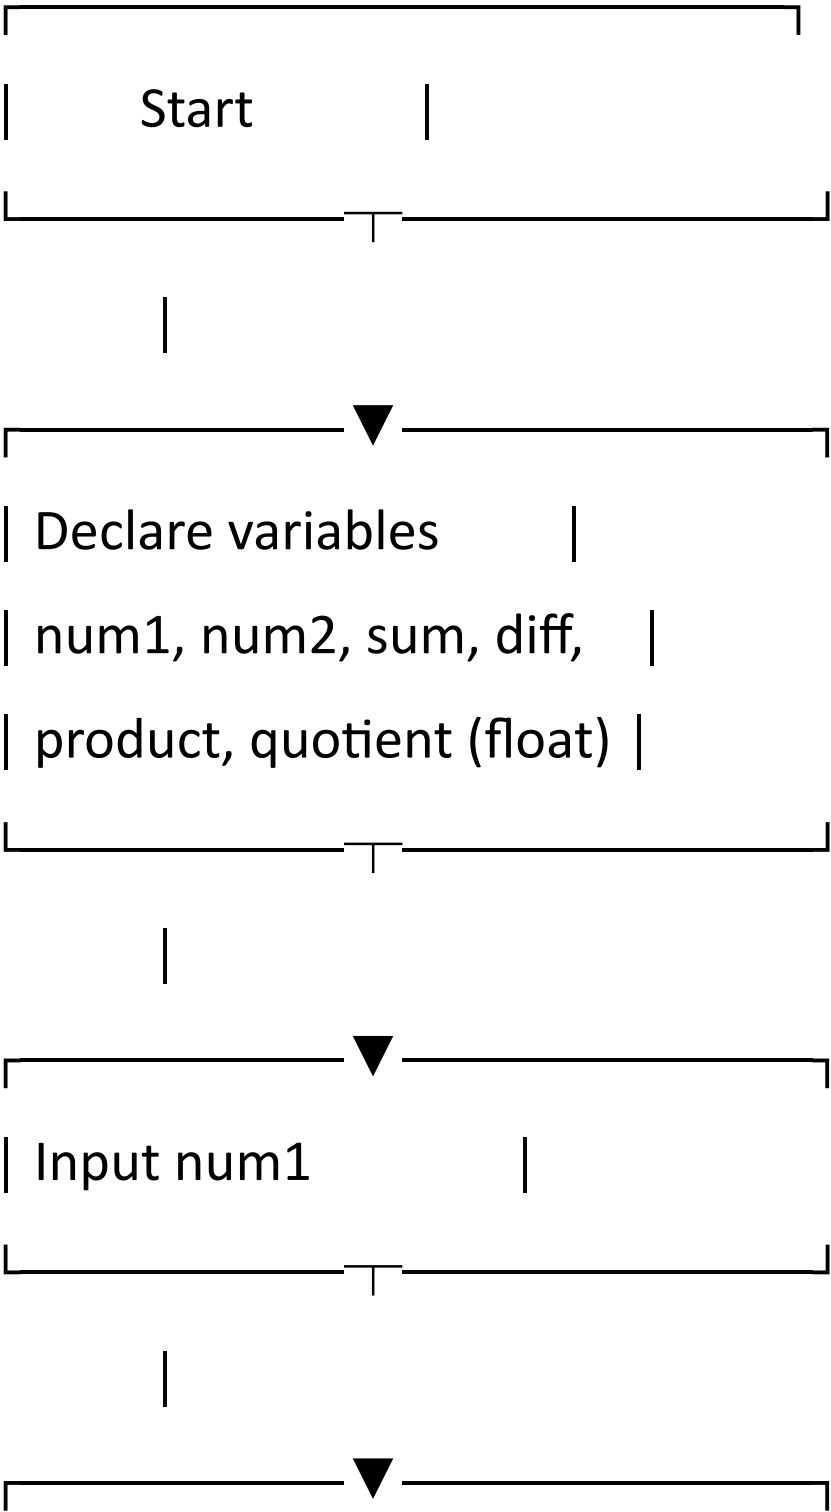 Start
Declare variables
num1, num2, sum, diff,
product, quotient (float)
Input num1